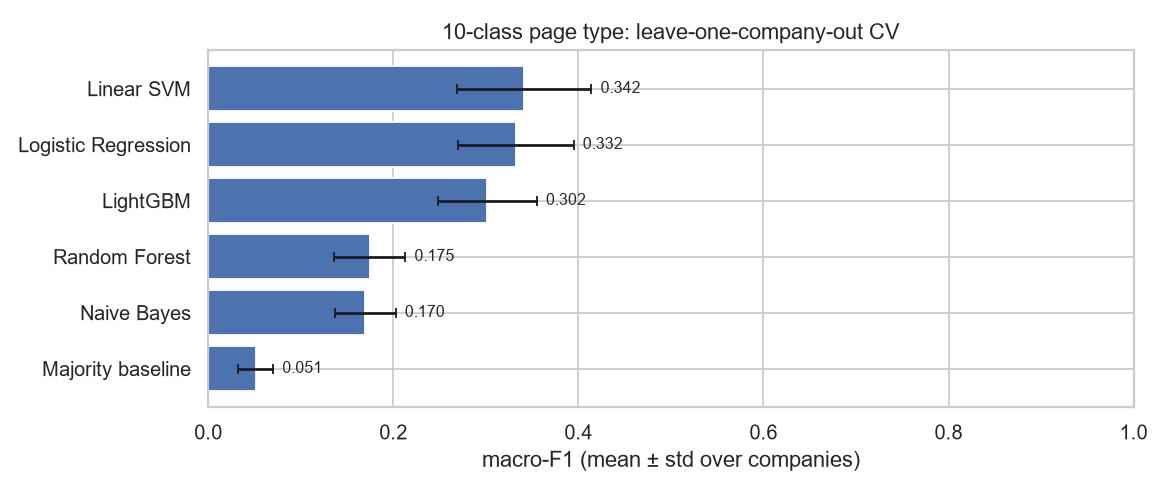 10-class page type: leave-one-company-out CV
Linear SVM 0.342
Logistic Regression 0.332
LightGBM 0.302
Random Forest 0.175
Naive Bayes 0.170
Majority baseline 0.051
0.0 0.2 0.4 0.6 0.8 1.0
macro-F1 (mean ± std over companies)